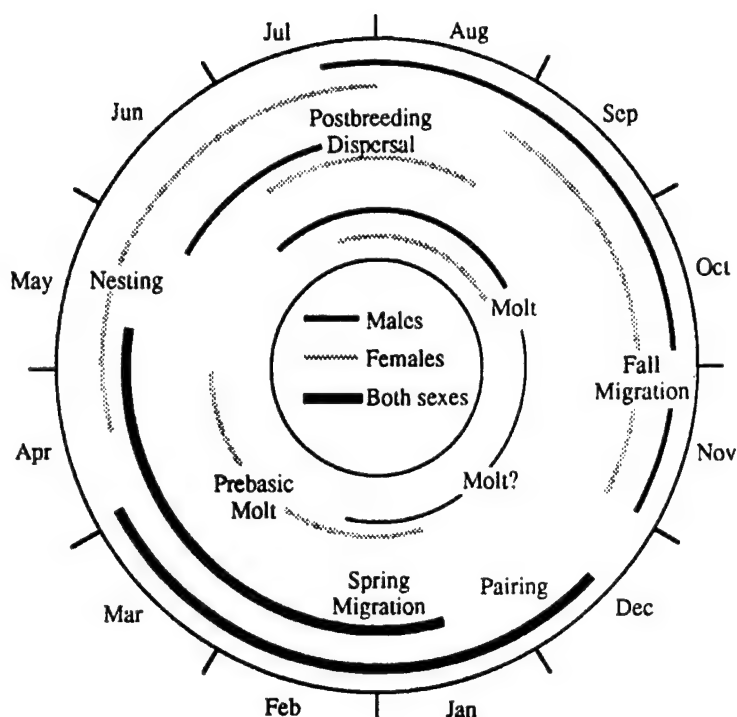 Jul
Aug
Jun
Sep
Postbreeding
Dispersal
May
Nesting
Oct
Molt
Males
Females
Both sexes
Fall
Migration
Apr
Nov
Prebasic
Molt
Molt?
Spring
Migration
Pairing
Mar
Dec
Feb
Jan